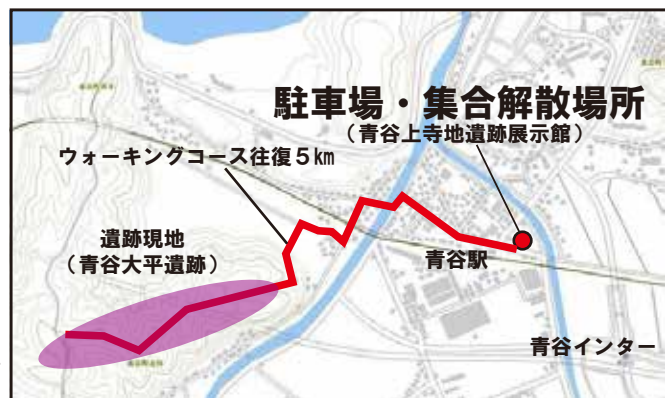 駐車場・集合解散場所
（青谷上寺地遺跡展示館）
ウォーキングコース往復５㎞
遺跡現地
（青谷大平遺跡）
青谷駅
青谷インター